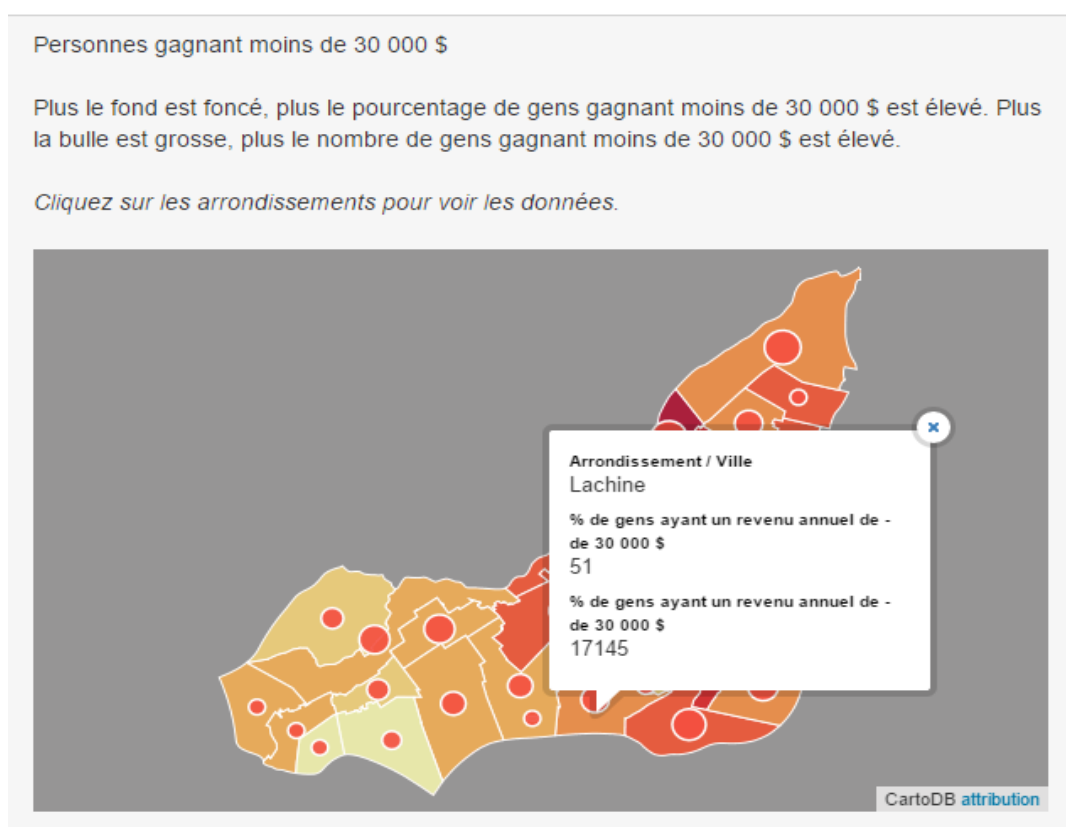 Personnes gagnant moins de 30 000 $
Plus le fond est foncé, plus le pourcentage de gens gagnant moins de 30 000 $ est élevé. Plus
la bulle est grosse, plus le nombre de gens gagnant moins de 30 000 $ est élevé.
Cliquez sur les arrondissements pour voir les données.
Arrondissement / Ville
Lachine
% de gens ayant un revenu annuel de -
de 30 000 $
51
% de gens ayant un revenu annuel de -
de 30 000 $
17145
CartoDB attribution